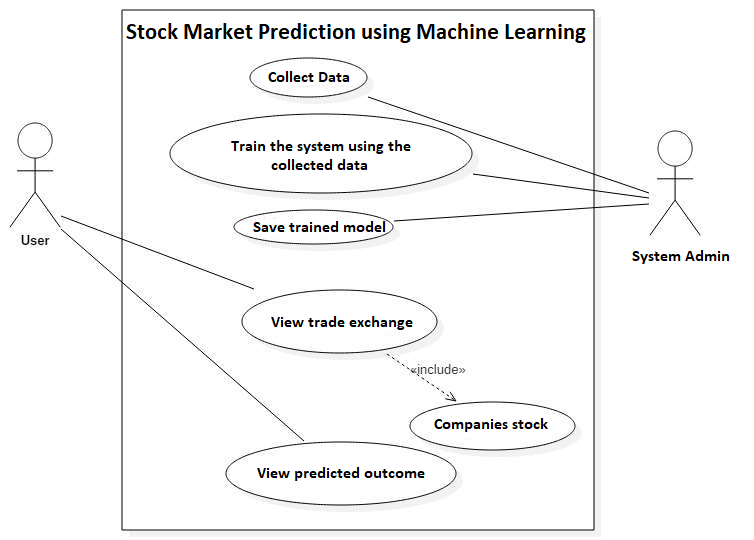 Stock Market Prediction using Machine Learning
Collect Data
Train the system using the
collected data
Save trained model
User
System Admin
View trade exchange
«include»
Companies stock
View predicted outcome